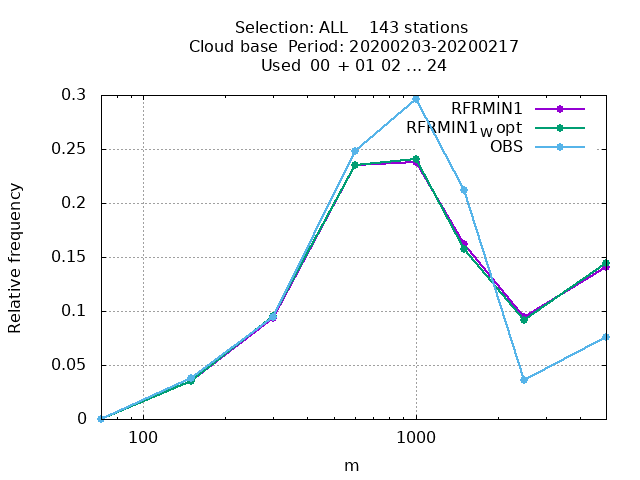 Selection: ALL    143 stations
Cloud base  Period: 20200203-20200217
Used  00 + 01 02 ... 24
RFRMIN1
RFRMIN1w opt
OBS
0.3
0.25
0.2
0.15
0.1
0.05
0
Relative frequency
100
1000
m